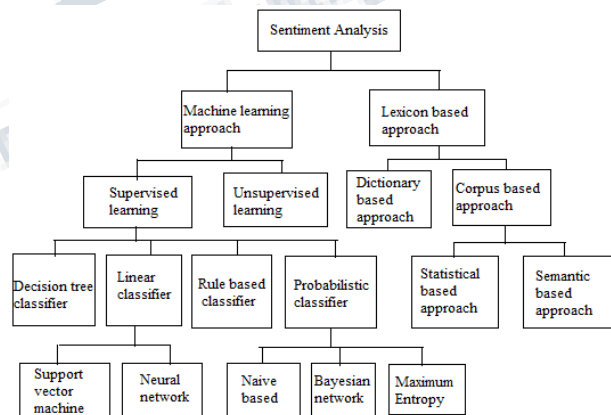 Sentiment Analysis
Machine learning
approach
Lexicon based
approach
Supervised
learning
Unsupervised
learning
Dictionary
based
approach
Corpus based
approach
Decision tree
classifier
Linear
classifier
Rule based
classifier
Probabilistic
classifier
Statistical
based
approach
Semantic
based
approach
Support
vector
machine
Neural
network
Naive
based
Bayesian
network
Maximum
Entropy